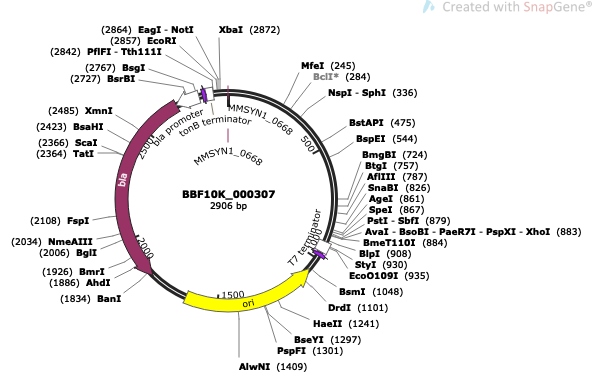 Created with SnapGene®
(2864) EagI - NotI
XbaI (2872)
(2857) EcoRI
(2842) PflFI - Tth111I
(2767) BsgI
(2727) BsrBI
MfeI (245)
BclI* (284)
NspI - SphI (336)
(2485) XmnI
(2423) BsaHI
(2366) ScaI
(2364) TatI
BstAPI (475)
BspEI (544)
BmgBI (724)
BtgI (757)
AflIII (787)
SnaBI (826)
AgeI (861)
SpeI (867)
PstI - SbfI (879)
AvaI - BsoBI - PaeR7I - PspXI - XhoI (883)
BmeT110I (884)
BlpI (908)
StyI (930)
EcoO109I (935)
BsmI (1048)
DrdI (1101)
HaeII (1241)
BseYI (1297)
PspFI (1301)
AlwNI (1409)
(2108) FspI
(2034) NmeAIII
(2006) BglI
(1926) BmrI
(1886) AhdI
(1834) BanI
bla promoter
tonB terminator
MMSYN1_0668
MMSYN1_0668
BBF10K_000307
2906 bp
T7 terminator
bla
ori
500
1000
1500
2000
2500